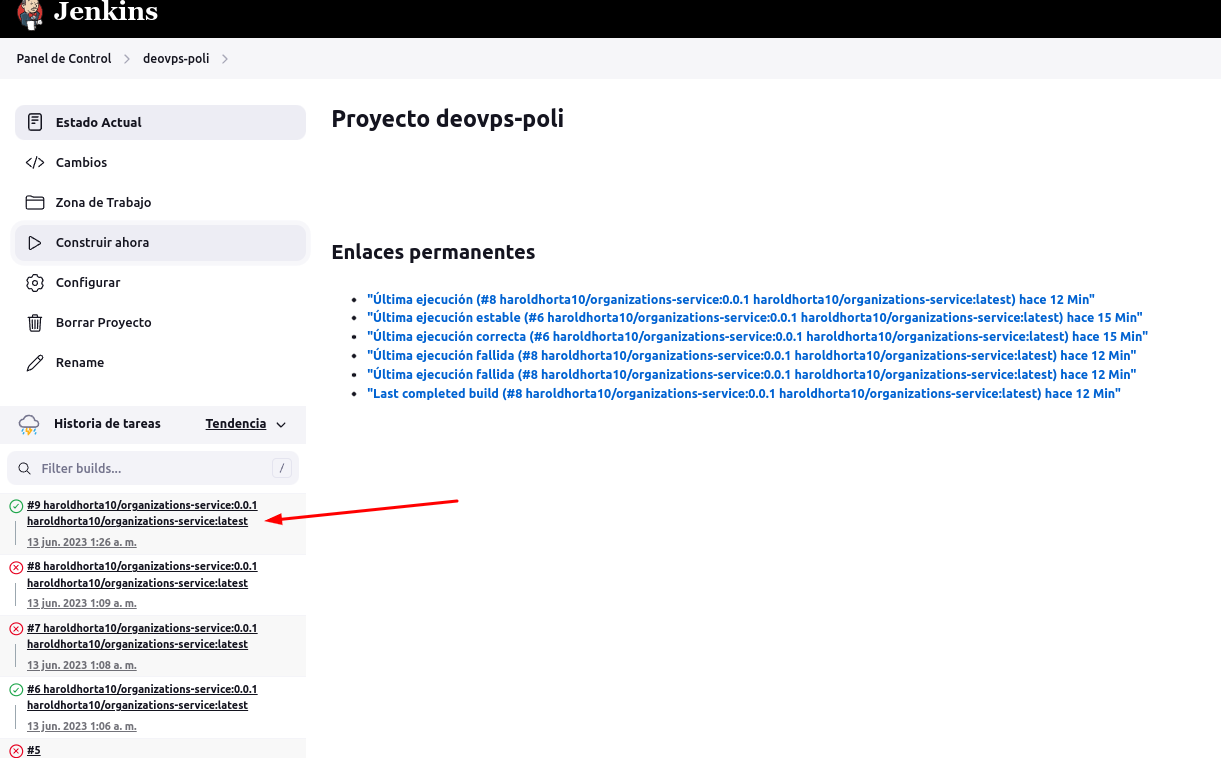 Jenkins
Panel de Control
deovps-poli
Estado Actual
Cambios
Zona de Trabajo
Construir ahora
Configurar
Borrar Proyecto
Rename
Historia de tareas
Tendencia
Filter builds...
/
#9 haroldhorta10/organizations-service:0.0.1
haroldhorta10/organizations-service:latest
13 jun. 2023 1:26 a. m.
#8 haroldhorta10/organizations-service:0.0.1
haroldhorta10/organizations-service:latest
13 jun. 2023 1:09 a. m.
#7 haroldhorta10/organizations-service:0.0.1
haroldhorta10/organizations-service:latest
13 jun. 2023 1:08 a. m.
#6 haroldhorta10/organizations-service:0.0.1
haroldhorta10/organizations-service:latest
13 jun. 2023 1:06 a. m.
#5
Proyecto deovps-poli
Enlaces permanentes
"Última ejecución (#8 haroldhorta10/organizations-service:0.0.1 haroldhorta10/organizations-service:latest) hace 12 Min"
"Última ejecución estable (#6 haroldhorta10/organizations-service:0.0.1 haroldhorta10/organizations-service:latest) hace 15 Min"
"Última ejecución correcta (#6 haroldhorta10/organizations-service:0.0.1 haroldhorta10/organizations-service:latest) hace 15 Min"
"Última ejecución fallida (#8 haroldhorta10/organizations-service:0.0.1 haroldhorta10/organizations-service:latest) hace 12 Min"
"Última ejecución fallida (#8 haroldhorta10/organizations-service:0.0.1 haroldhorta10/organizations-service:latest) hace 12 Min"
"Last completed build (#8 haroldhorta10/organizations-service:0.0.1 haroldhorta10/organizations-service:latest) hace 12 Min"